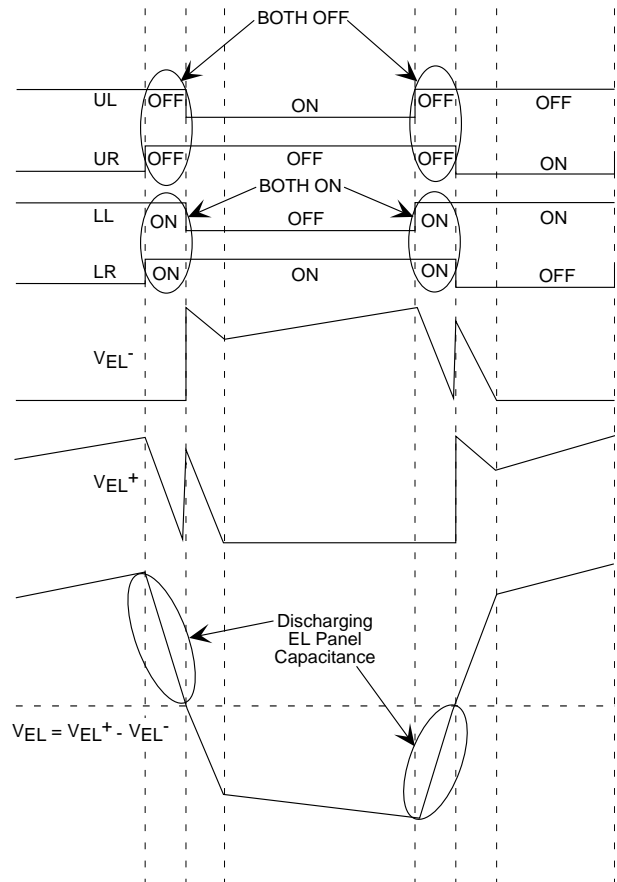 BOTH OFF
UL OFF ON OFF OFF
UR OFF OFF OFF ON
BOTH ON
LL ON OFF ON ON
LR ON ON ON OFF
VEL-
VEL+
Discharging
EL Panel
Capacitance
VEL = VEL+ - VEL-